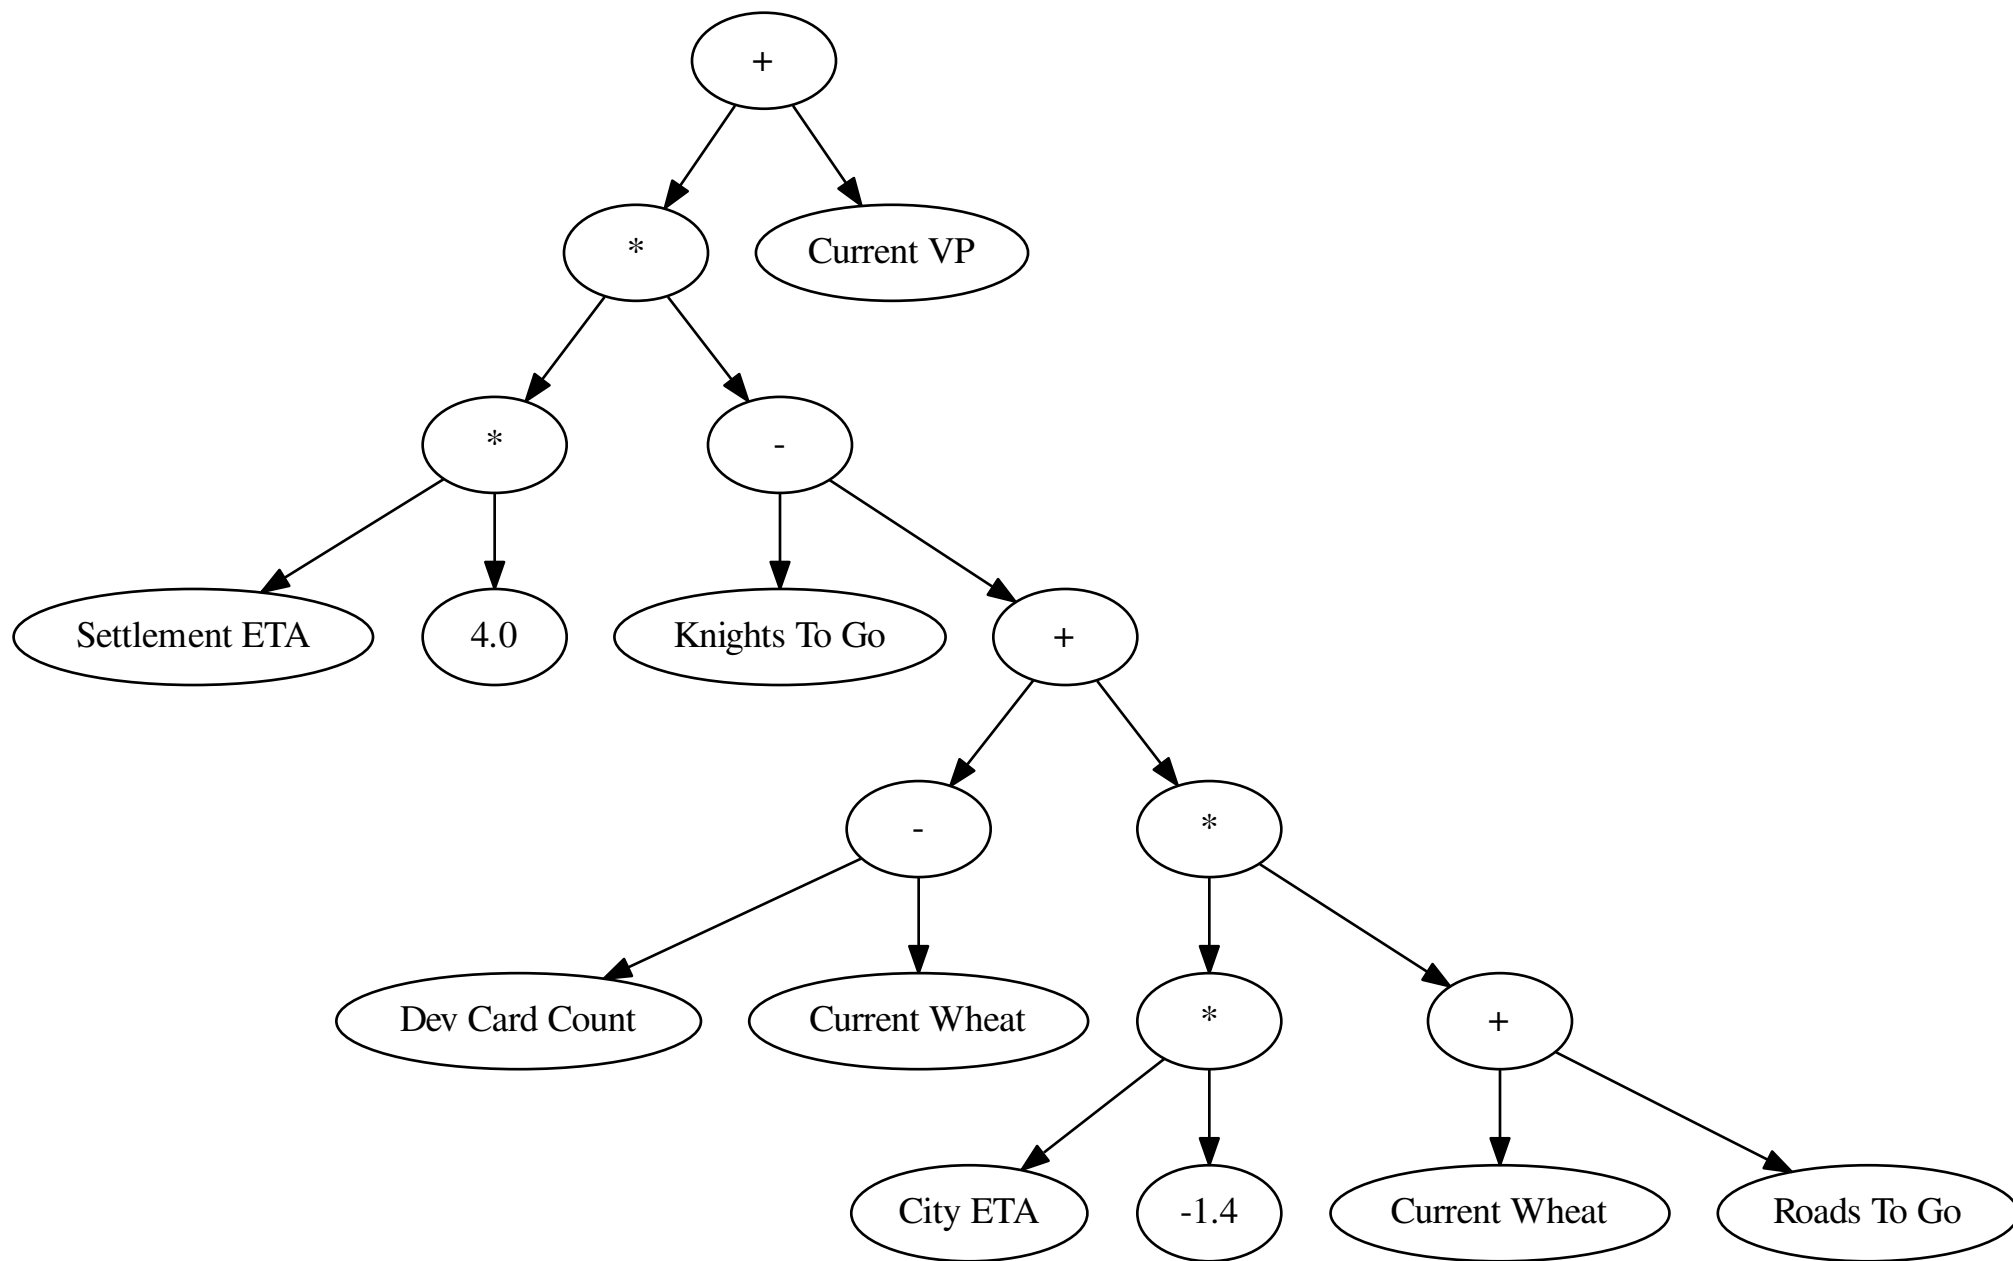 +
*
Current VP
*
-
Settlement ETA
4.0
Knights To Go
+
-
*
Dev Card Count
Current Wheat
*
+
City ETA
-1.4
Current Wheat
Roads To Go